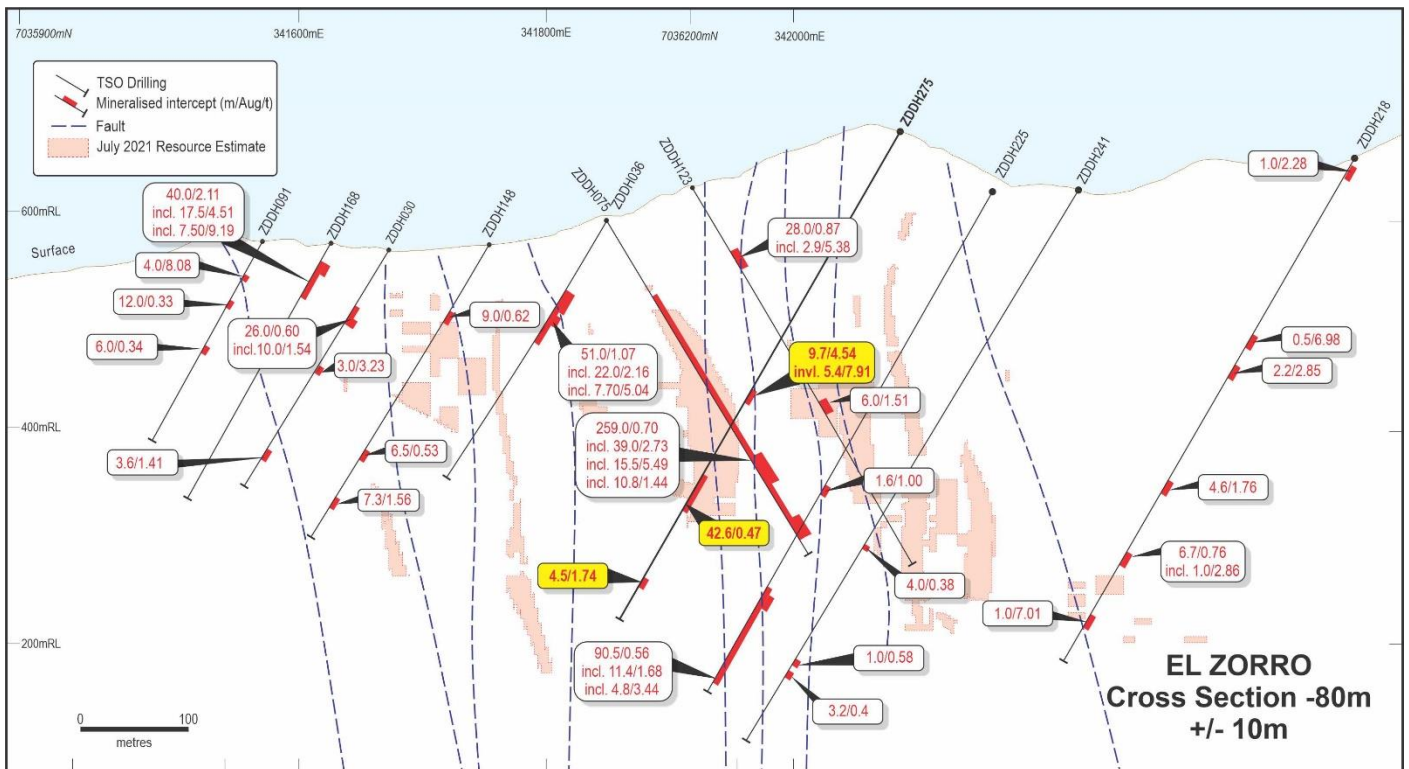 7035900mN
341600mE
341800mE
7036200mN
342000mE
TSO Drilling
Mineralised intercept (m/Aug/t)
Fault
July 2021 Resource Estimate
ZDDH091
ZDDH168
ZDDH030
ZDDH148
ZDDH075
ZDDH036
ZDDH123
ZDDH275
ZDDH225
ZDDH241
ZDDH218
600mRL
Surface
400mRL
200mRL
40.0/2.11
incl. 17.5/4.51
incl. 7.50/9.19
4.0/8.08
12.0/0.33
6.0/0.34
26.0/0.60
incl.10.0/1.54
3.0/3.23
3.6/1.41
9.0/0.62
6.5/0.53
7.3/1.56
51.0/1.07
incl. 22.0/2.16
incl. 7.70/5.04
28.0/0.87
incl 2.9/5.38
9.7/4.54
invl. 5.4/7.91
6.0/1.51
259.0/0.70
incl. 39.0/2.73
incl. 15.5/5.49
incl. 10.8/1.44
42.6/0.47
4.5/1.74
1.6/1.00
4.0/0.38
90.5/0.56
incl. 11.4/1.68
incl. 4.8/3.44
1.0/0.58
3.2/0.4
1.0/2.28
0.5/6.98
2.2/2.85
4.6/1.76
6.7/0.76
incl. 1.0/2.86
1.0/7.01
EL ZORRO
Cross Section -80m
+/- 10m
0
100
metres